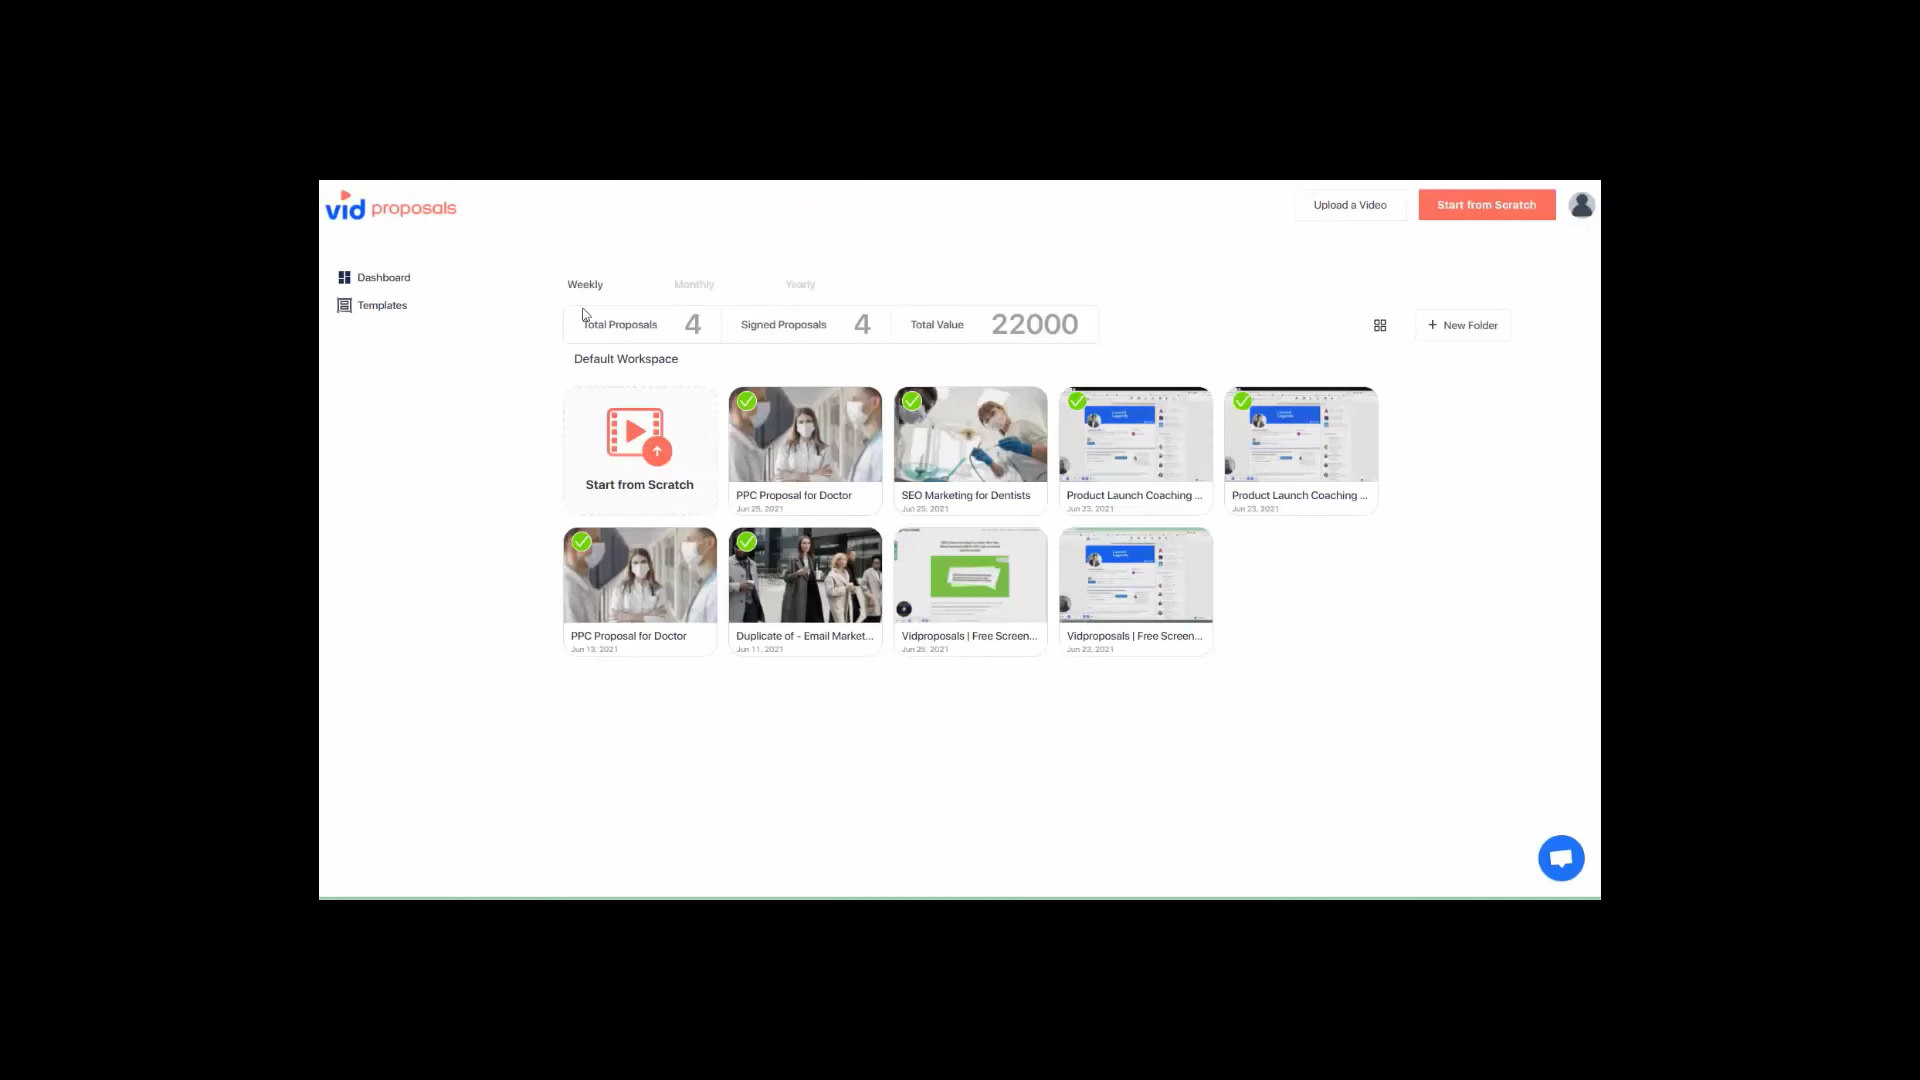 vid proposals
Upload a Video
Start from Scratch
Dashboard
Templates
Weekly Monthly Yearly
Total Proposals 4 Signed Proposals 4 Total Value 22000
+ New Folder
Default Workspace
Start from Scratch
PPC Proposal for Doctor
Jun 25, 2021
SEO Marketing for Dentists
Jun 25, 2021
Product Launch Coaching ...
Jun 23, 2021
Product Launch Coaching ...
Jun 23, 2021
PPC Proposal for Doctor
Jun 13, 2021
Duplicate of - Email Market...
Jun 11, 2021
Vidproposals | Free Screen...
Jun 26, 2021
Vidproposals | Free Screen...
Jun 23, 2021